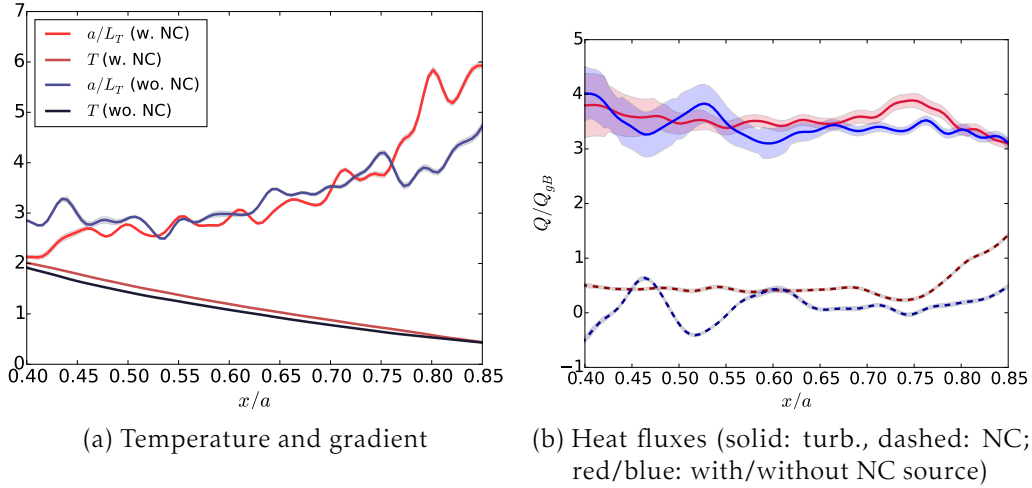 7
6
5
4
3
2
1
0
a/L_T (w. NC)
T (w. NC)
a/L_T (wo. NC)
T (wo. NC)
0.40 0.45 0.50 0.55 0.60 0.65 0.70 0.75 0.80 0.85
x/a
(a) Temperature and gradient
5
4
3
2
1
0
−1
Q/Q_{gB}
0.40 0.45 0.50 0.55 0.60 0.65 0.70 0.75 0.80 0.85
x/a
(b) Heat fluxes (solid: turb., dashed: NC;
red/blue: with/without NC source)